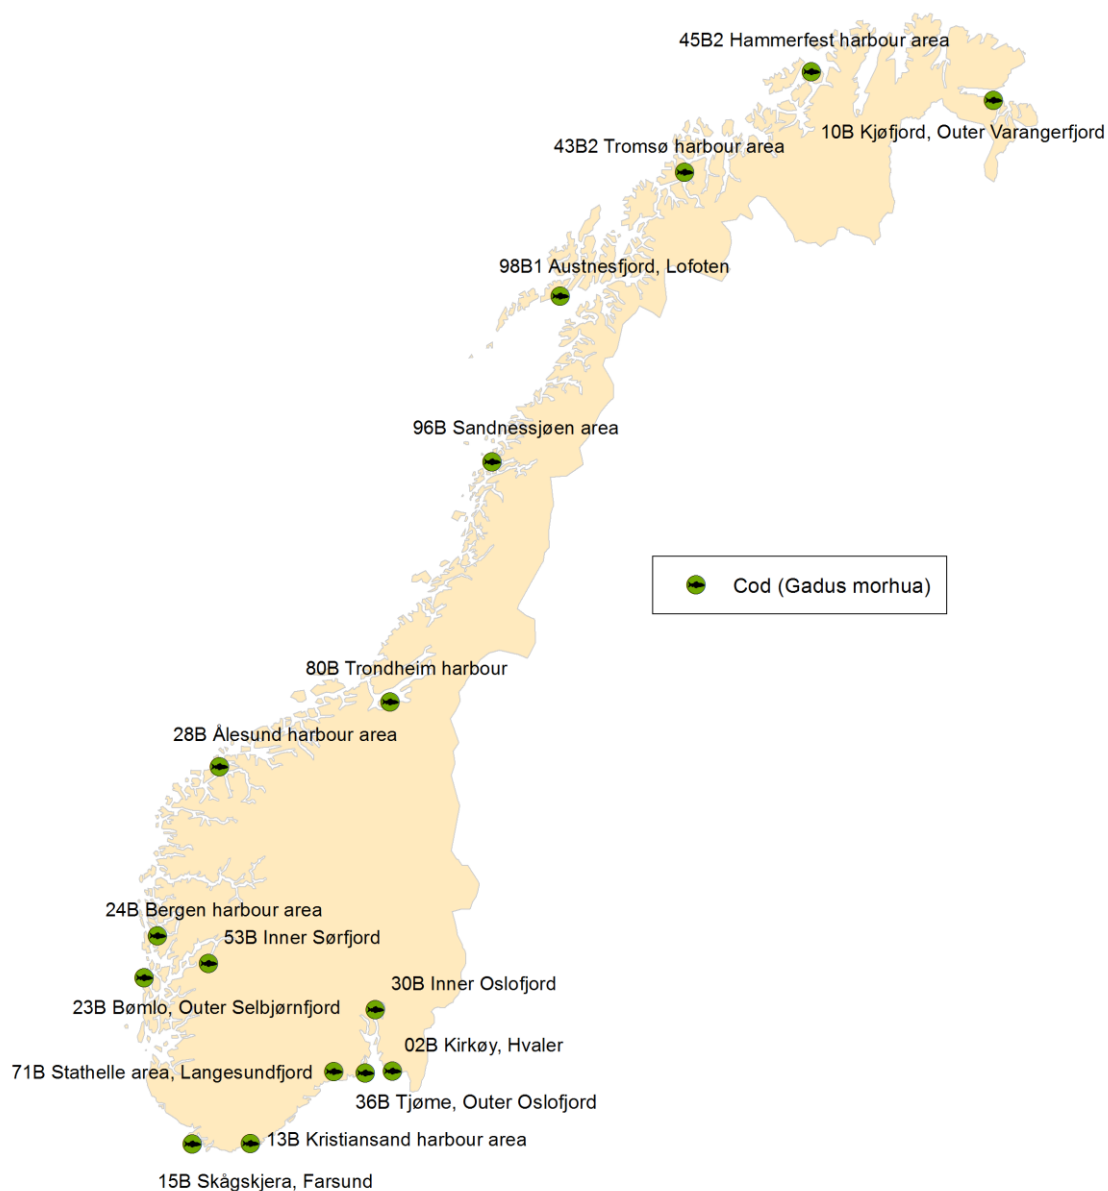 45B2 Hammerfest harbour area
10B Kjøfjord, Outer Varangerfjord
43B2 Tromsø harbour area
98B1 Austnesfjord, Lofoten
96B Sandnessjøen area
Cod (Gadus morhua)
80B Trondheim harbour
28B Ålesund harbour area
24B Bergen harbour area
53B Inner Sørfjord
30B Inner Oslofjord
23B Bømlo, Outer Selbjørnfjord
02B Kirkøy, Hvaler
71B Stathelle area, Langesundfjord
36B Tjøme, Outer Oslofjord
13B Kristiansand harbour area
15B Skågskjera, Farsund